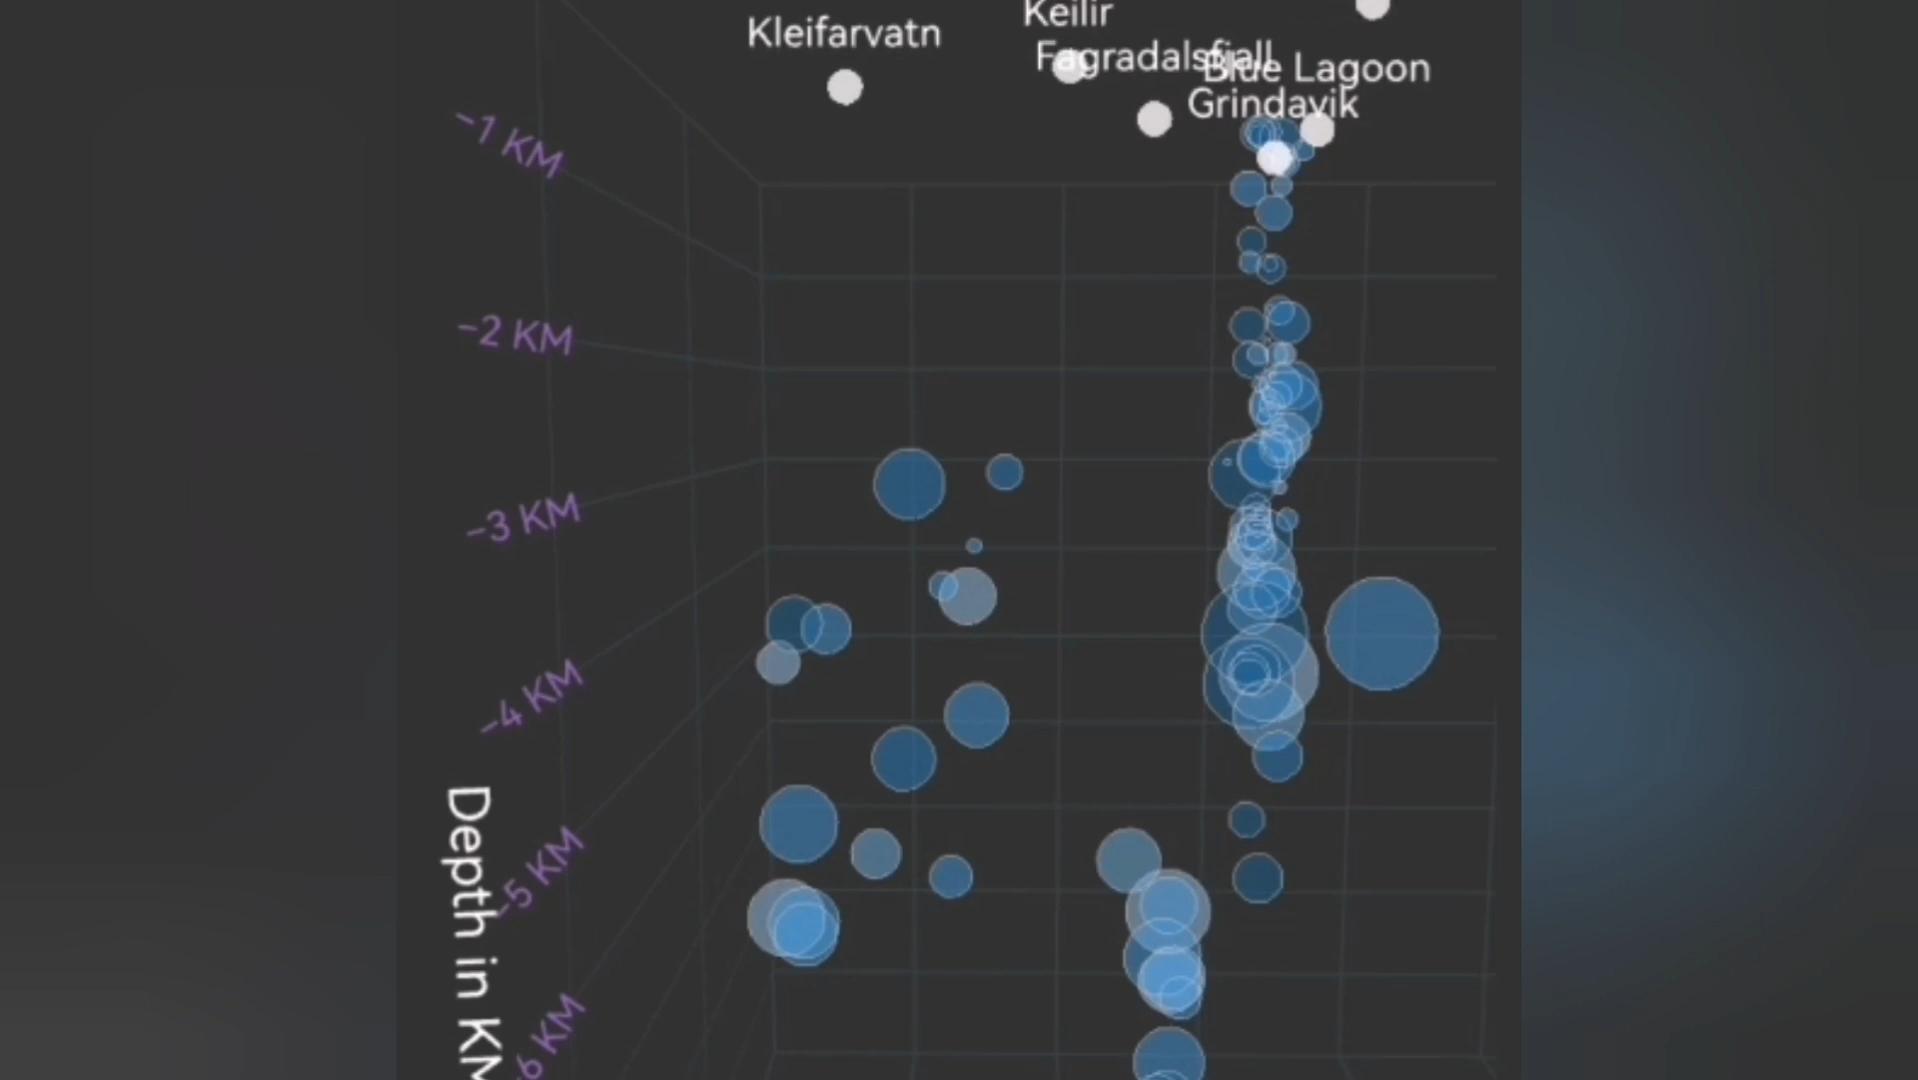 Keilir
Kleifarvatn
Fagradalsfjall
Blue Lagoon
Grindavik
-1 KM
-2 KM
-3 KM
-4 KM
-5 KM
-6 KM
Depth in KM